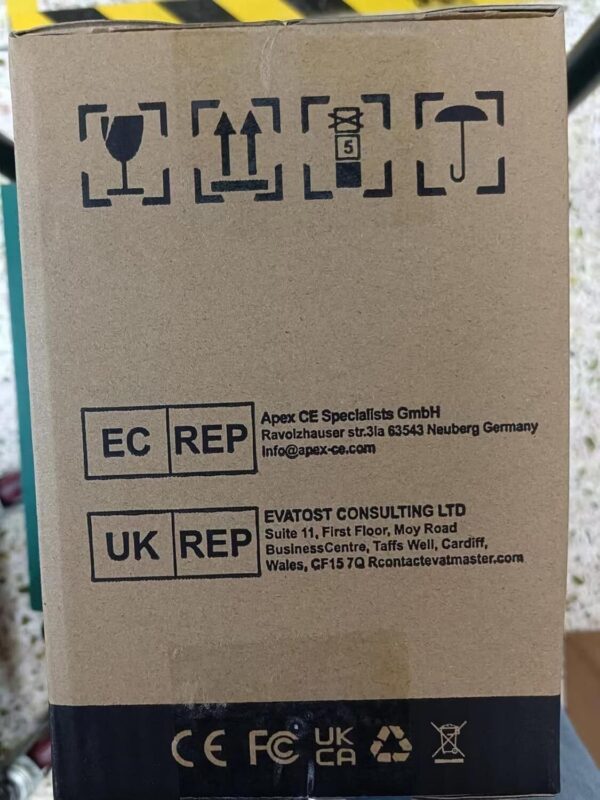 5
EC REP
Apex CE Specialists GmbH
Ravolzhauser str.3la 63543 Neuberg Germany
Info@apex-ce.com
UK REP
EVATOST CONSULTING LTD
Suite 11, First Floor, Moy Road
BusinessCentre, Taffs Well, Cardiff,
Wales, CF15 7Q Rcontactevatmaster.com
CE FC UK
CA